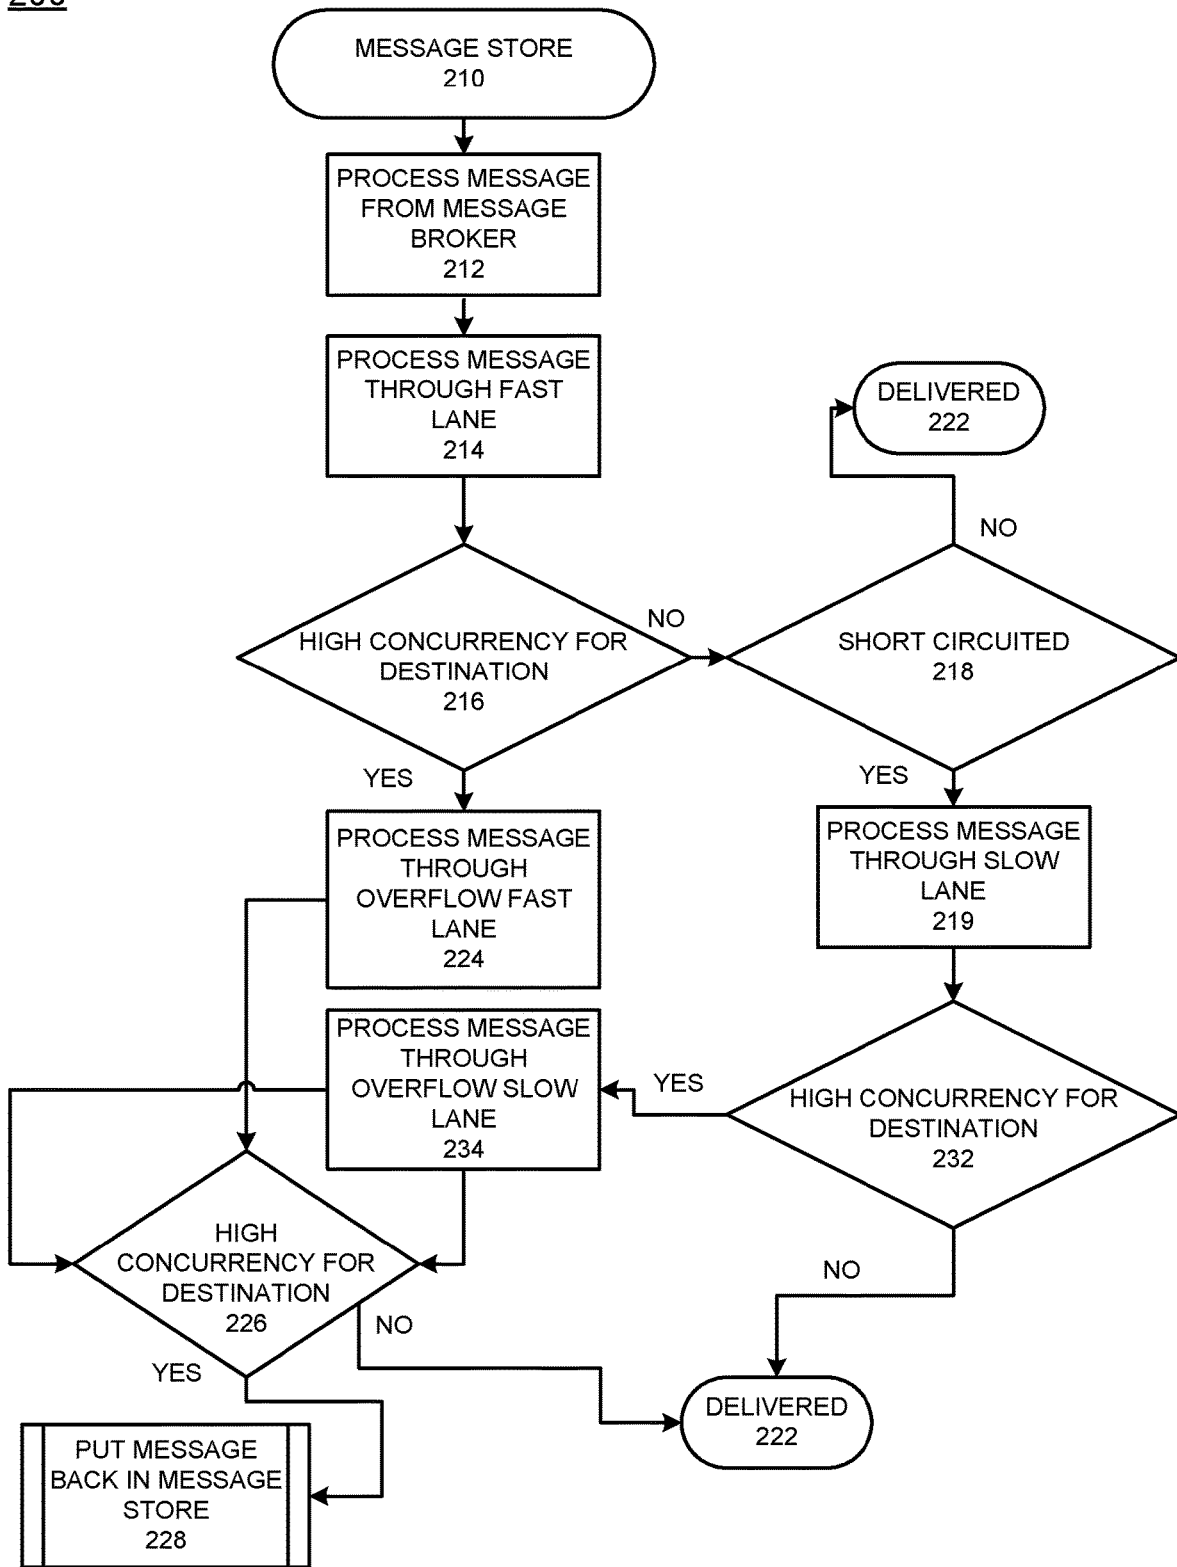 MESSAGE STORE
210
PROCESS MESSAGE
FROM MESSAGE
BROKER
212
PROCESS MESSAGE
THROUGH FAST
LANE
214
DELIVERED
222
NO
HIGH CONCURRENCY FOR
DESTINATION
216
NO
SHORT CIRCUITED
218
YES
YES
PROCESS MESSAGE
THROUGH
OVERFLOW FAST
LANE
224
PROCESS MESSAGE
THROUGH SLOW
LANE
219
PROCESS MESSAGE
THROUGH
OVERFLOW SLOW
LANE
234
YES
HIGH CONCURRENCY FOR
DESTINATION
232
HIGH
CONCURRENCY FOR
DESTINATION
226
NO
NO
YES
DELIVERED
222
PUT MESSAGE
BACK IN MESSAGE
STORE
228